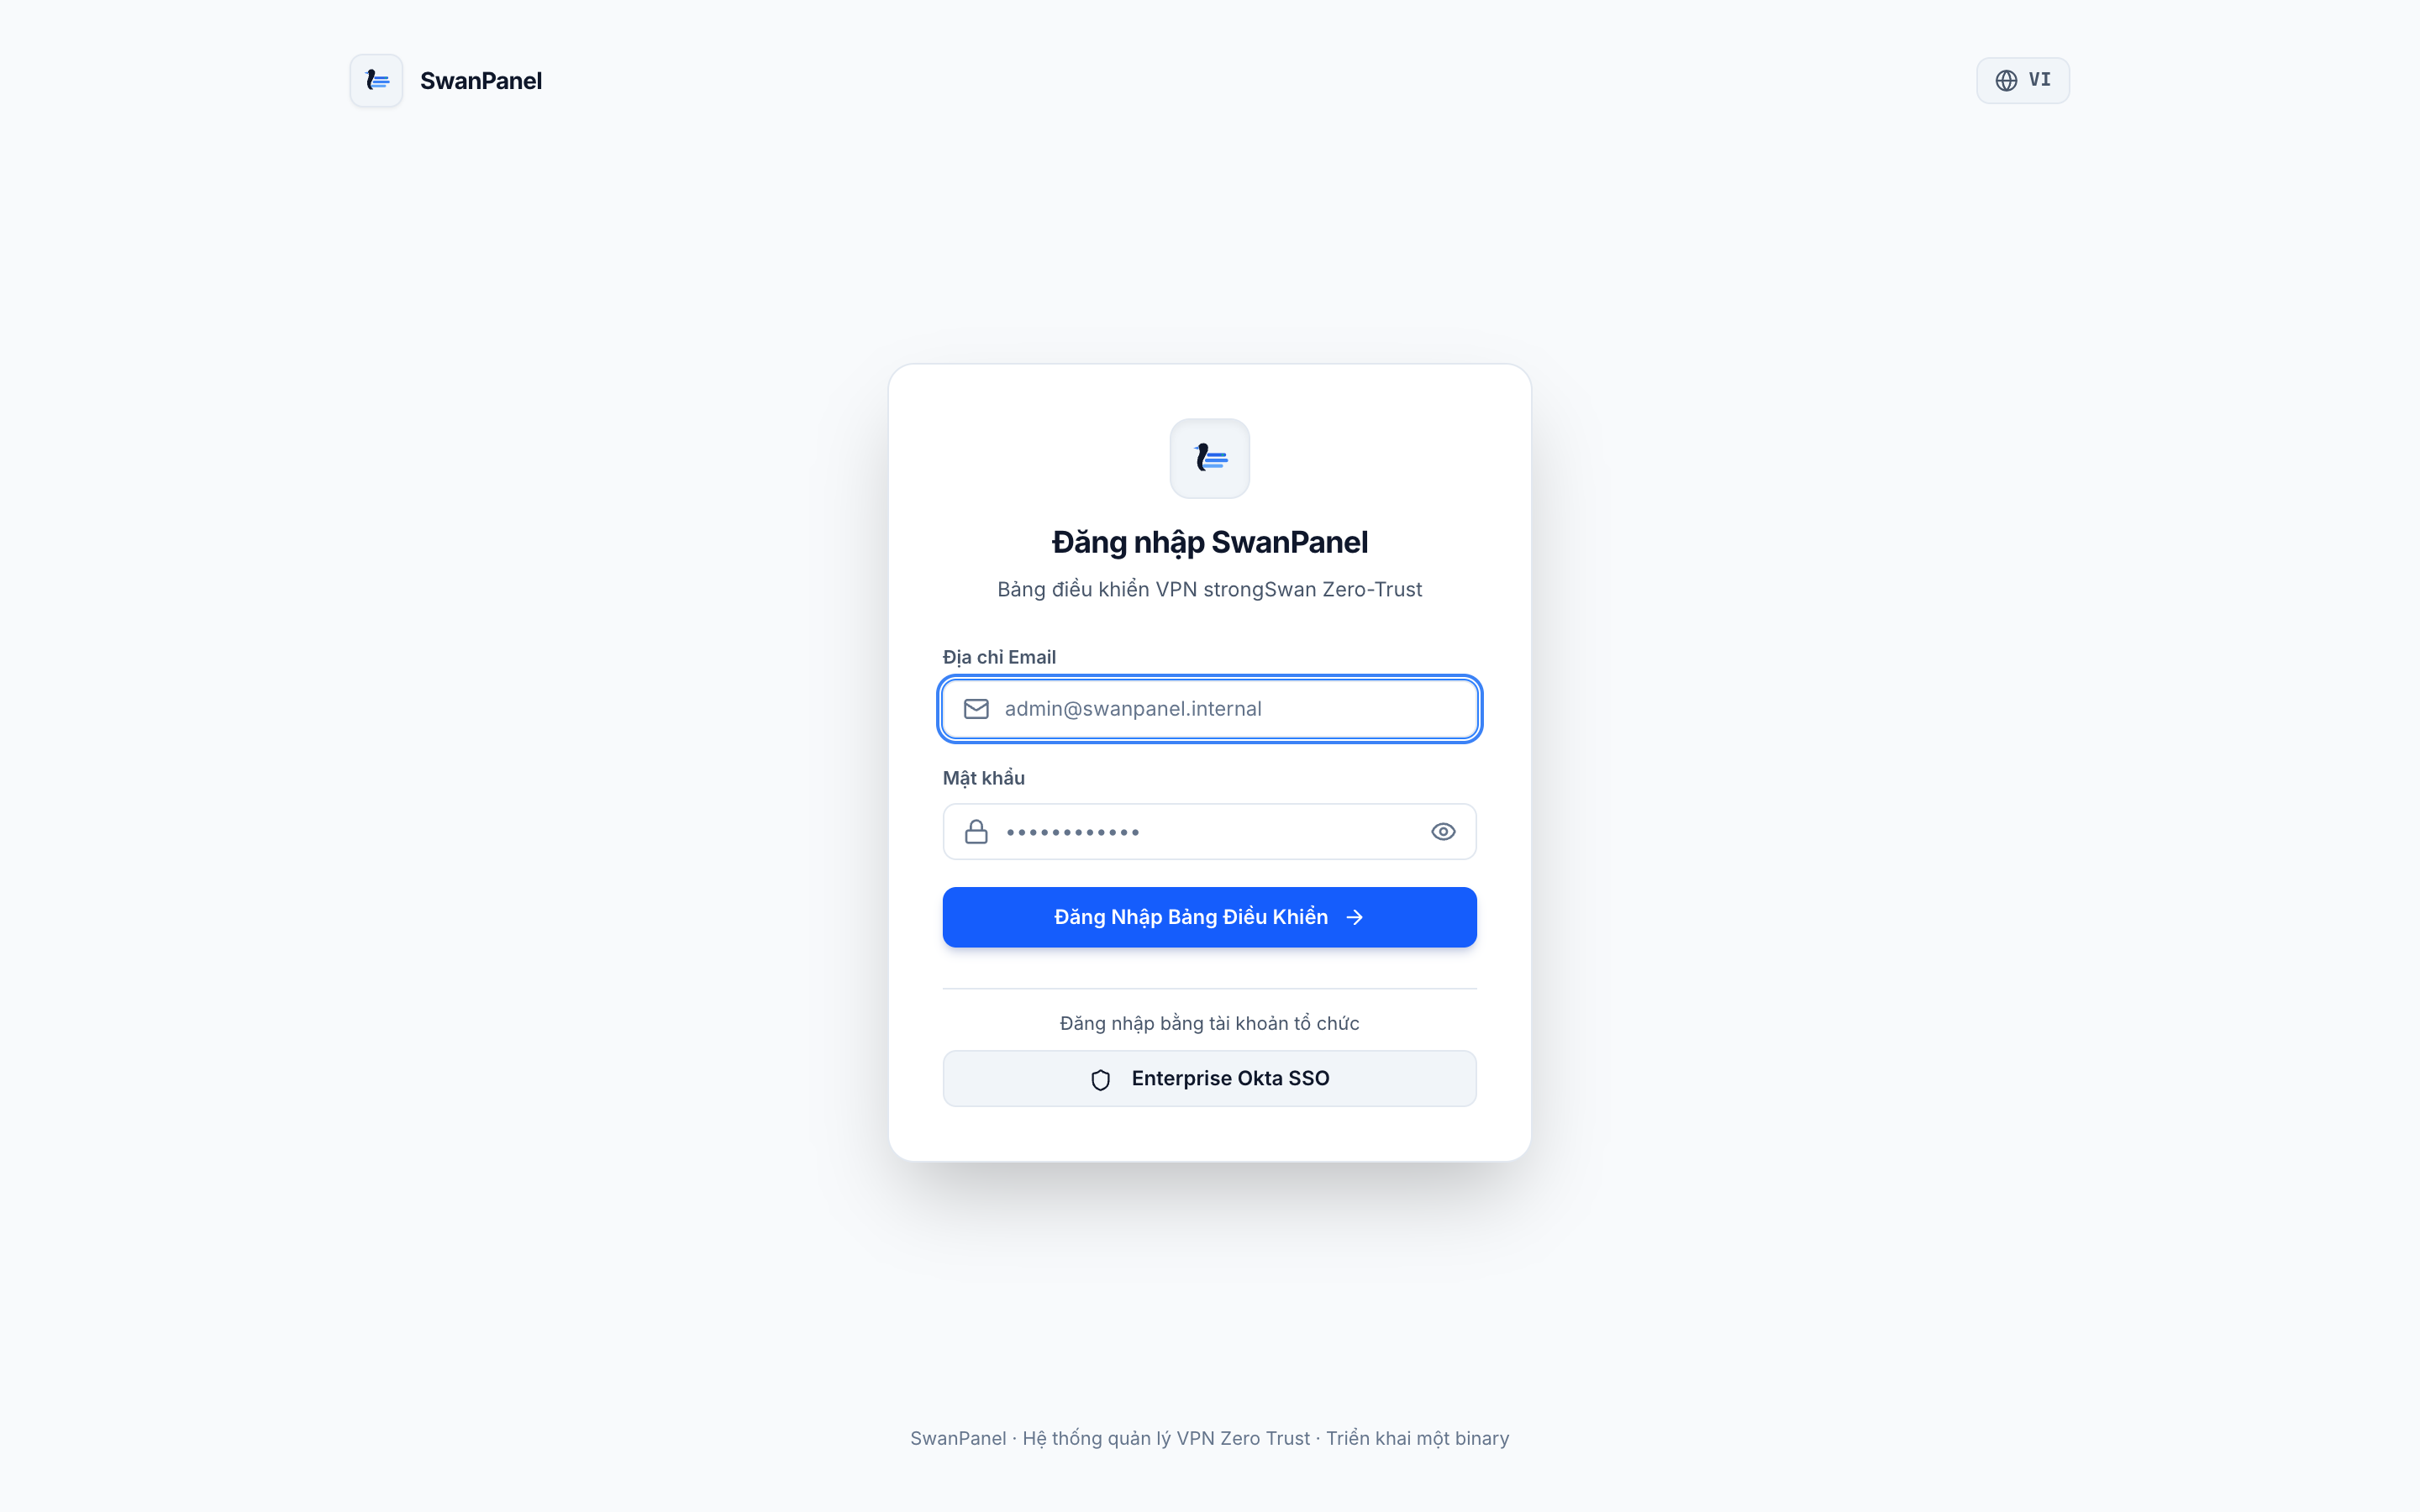 SwanPanel
VI
Đăng nhập SwanPanel
Bảng điều khiển VPN strongSwan Zero-Trust
Địa chỉ Email
admin@swanpanel.internal
Mật khẩu
••••••••••••
Đăng Nhập Bảng Điều Khiển →
Đăng nhập bằng tài khoản tổ chức
Enterprise Okta SSO
SwanPanel · Hệ thống quản lý VPN Zero Trust · Triển khai một binary